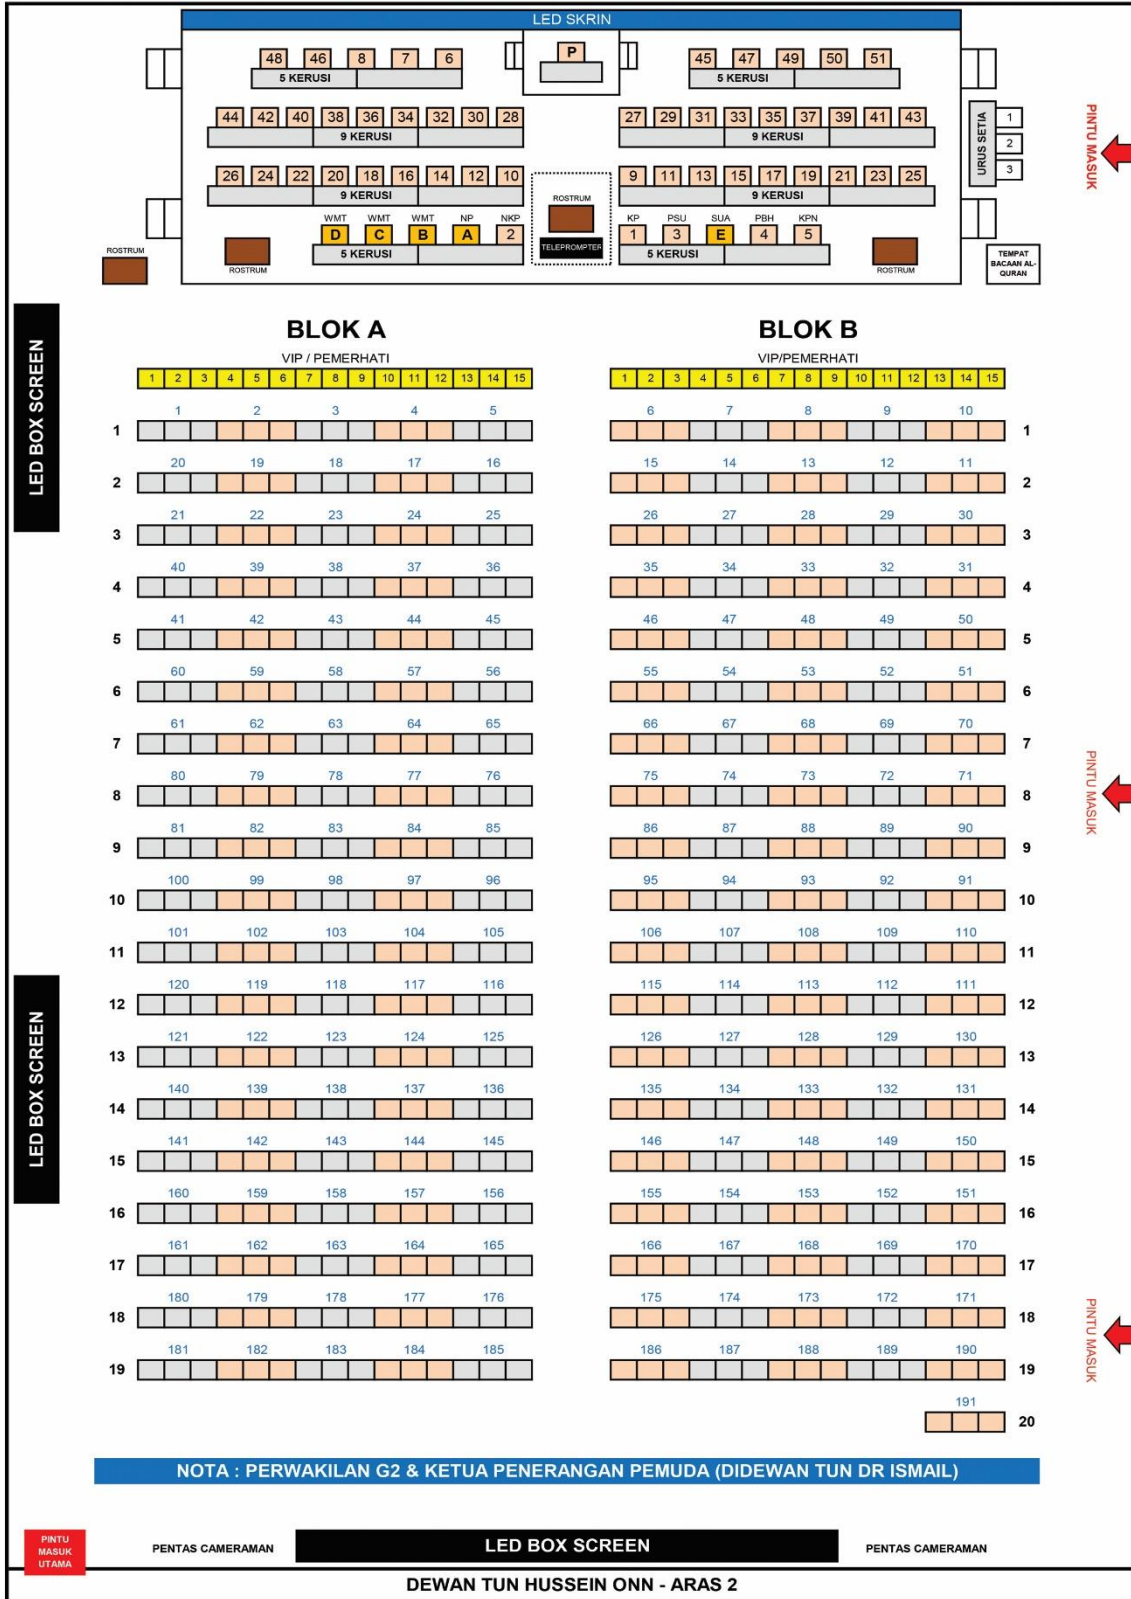 LED SKRIN
P
48 46 8 7 6
45 47 49 50 51
5 KERUSI
5 KERUSI
44 42 40 38 36 34 32 30 28
27 29 31 33 35 37 39 41 43
9 KERUSI
9 KERUSI
URUS SETIA
1
2
3
PINTU MASUK
26 24 22 20 18 16 14 12 10
9 11 13 15 17 19 21 23 25
9 KERUSI
9 KERUSI
ROSTRUM
WMT WMT WMT NP NKP
KP PSU SUA PBH KPN
D C B A 2
1 3 E 4 5
TELEPROMPTER
5 KERUSI
5 KERUSI
ROSTRUM
ROSTRUM
ROSTRUM
TEMPAT
BACAAN AL-
QURAN
LED BOX SCREEN
BLOK A
BLOK B
VIP / PEMERHATI
VIP/PEMERHATI
1 2 3 4 5 6 7 8 9 10 11 12 13 14 15
1 2 3 4 5 6 7 8 9 10 11 12 13 14 15
1 2 3 4 5
6 7 8 9 10
1 1
20 19 18 17 16
15 14 13 12 11
2 2
21 22 23 24 25
26 27 28 29 30
3 3
40 39 38 37 36
35 34 33 32 31
4 4
41 42 43 44 45
46 47 48 49 50
5 5
60 59 58 57 56
55 54 53 52 51
6 6
61 62 63 64 65
66 67 68 69 70
7 7
80 79 78 77 76
75 74 73 72 71
8 8
PINTU MASUK
81 82 83 84 85
86 87 88 89 90
9 9
100 99 98 97 96
95 94 93 92 91
10 10
101 102 103 104 105
106 107 108 109 110
11 11
LED BOX SCREEN
120 119 118 117 116
115 114 113 112 111
12 12
121 122 123 124 125
126 127 128 129 130
13 13
140 139 138 137 136
135 134 133 132 131
14 14
141 142 143 144 145
146 147 148 149 150
15 15
160 159 158 157 156
155 154 153 152 151
16 16
161 162 163 164 165
166 167 168 169 170
17 17
180 179 178 177 176
175 174 173 172 171
18 18
PINTU MASUK
181 182 183 184 185
186 187 188 189 190
19 19
191
20
NOTA : PERWAKILAN G2 & KETUA PENERANGAN PEMUDA (DIDEWAN TUN DR ISMAIL)
PINTU
MASUK
UTAMA
PENTAS CAMERAMAN
LED BOX SCREEN
PENTAS CAMERAMAN
DEWAN TUN HUSSEIN ONN - ARAS 2